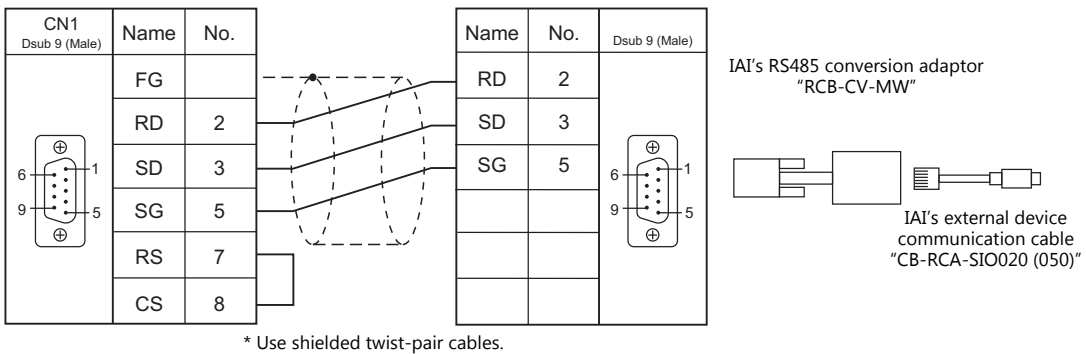 CN1
Dsub 9 (Male)
Name
No.
FG
RD
2
SD
3
SG
5
RS
7
CS
8
6
1
9
5
Name
No.
Dsub 9 (Male)
RD
2
SD
3
SG
5
6
1
9
5
IAI's RS485 conversion adaptor
"RCB-CV-MW"
IAI's external device
communication cable
"CB-RCA-SIO020 (050)"
* Use shielded twist-pair cables.